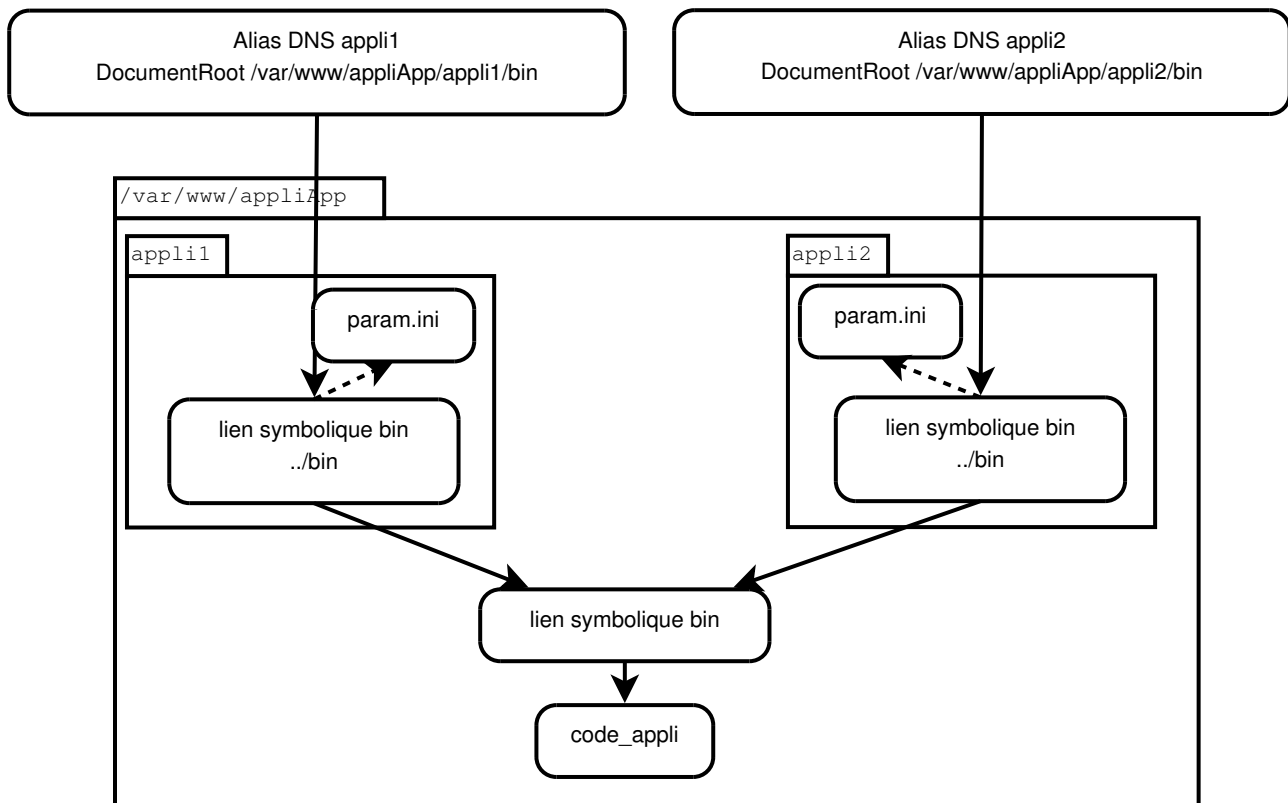 Alias DNS appli1
DocumentRoot /var/www/appliApp/appli1/bin
Alias DNS appli2
DocumentRoot /var/www/appliApp/appli2/bin
/var/www/appliApp
appli1
appli2
param.ini
param.ini
lien symbolique bin
../bin
lien symbolique bin
../bin
lien symbolique bin
code_appli